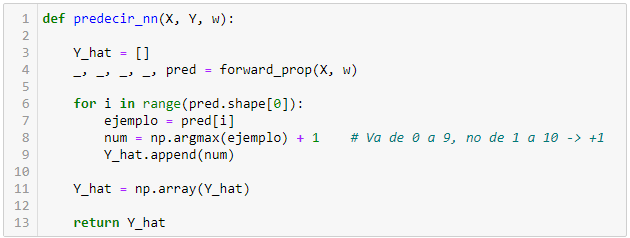 1 def predecir_nn(X, Y, w):
2
3     Y_hat = []
4     _, _, _, _, pred = forward_prop(X, w)
5
6     for i in range(pred.shape[0]):
7         ejemplo = pred[i]
8         num = np.argmax(ejemplo) + 1    # Va de 0 a 9, no de 1 a 10 -> +1
9         Y_hat.append(num)
10
11     Y_hat = np.array(Y_hat)
12
13     return Y_hat